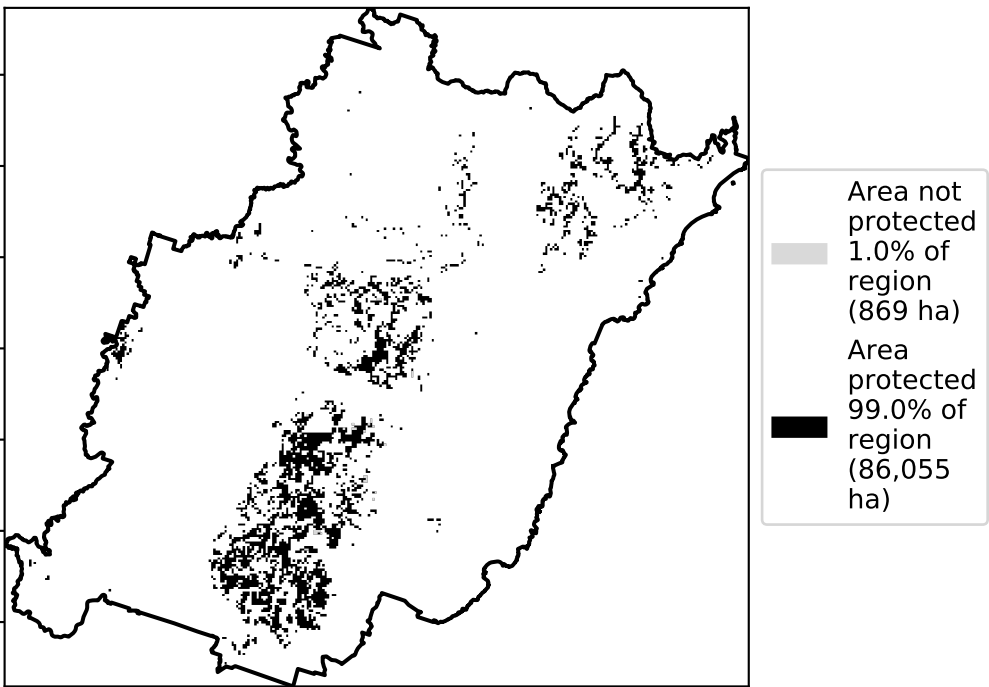 Area not
protected
1.0% of
region
(869 ha)
Area
protected
99.0% of
region
(86,055
ha)